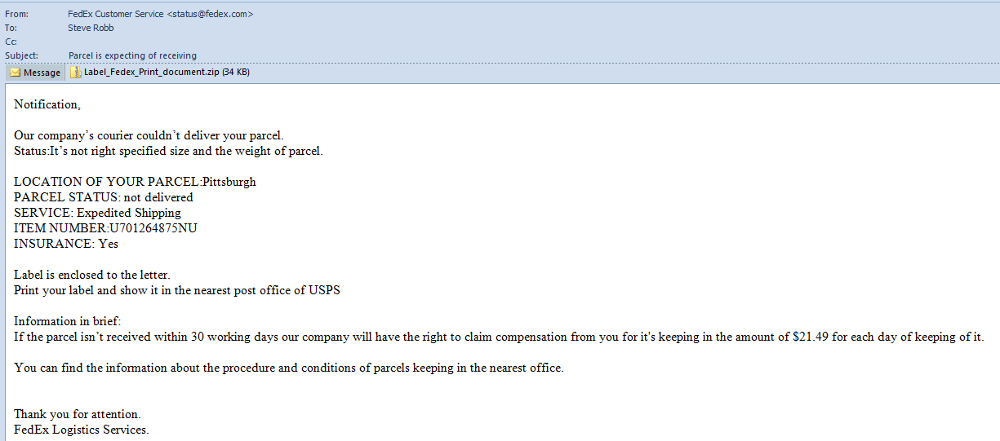 From: FedEx Customer Service <status@fedex.com>
To: Steve Robb
Cc:
Subject: Parcel is expecting of receiving
Message Label_Fedex_Print_document.zip (34 KB)
Notification,
Our company’s courier couldn’t deliver your parcel.
Status:It’s not right specified size and the weight of parcel.
LOCATION OF YOUR PARCEL:Pittsburgh
PARCEL STATUS: not delivered
SERVICE: Expedited Shipping
ITEM NUMBER:U701264875NU
INSURANCE: Yes
Label is enclosed to the letter.
Print your label and show it in the nearest post office of USPS
Information in brief:
If the parcel isn’t received within 30 working days our company will have the right to claim compensation from you for it's keeping in the amount of $21.49 for each day of keeping of it.
You can find the information about the procedure and conditions of parcels keeping in the nearest office.
Thank you for attention.
FedEx Logistics Services.